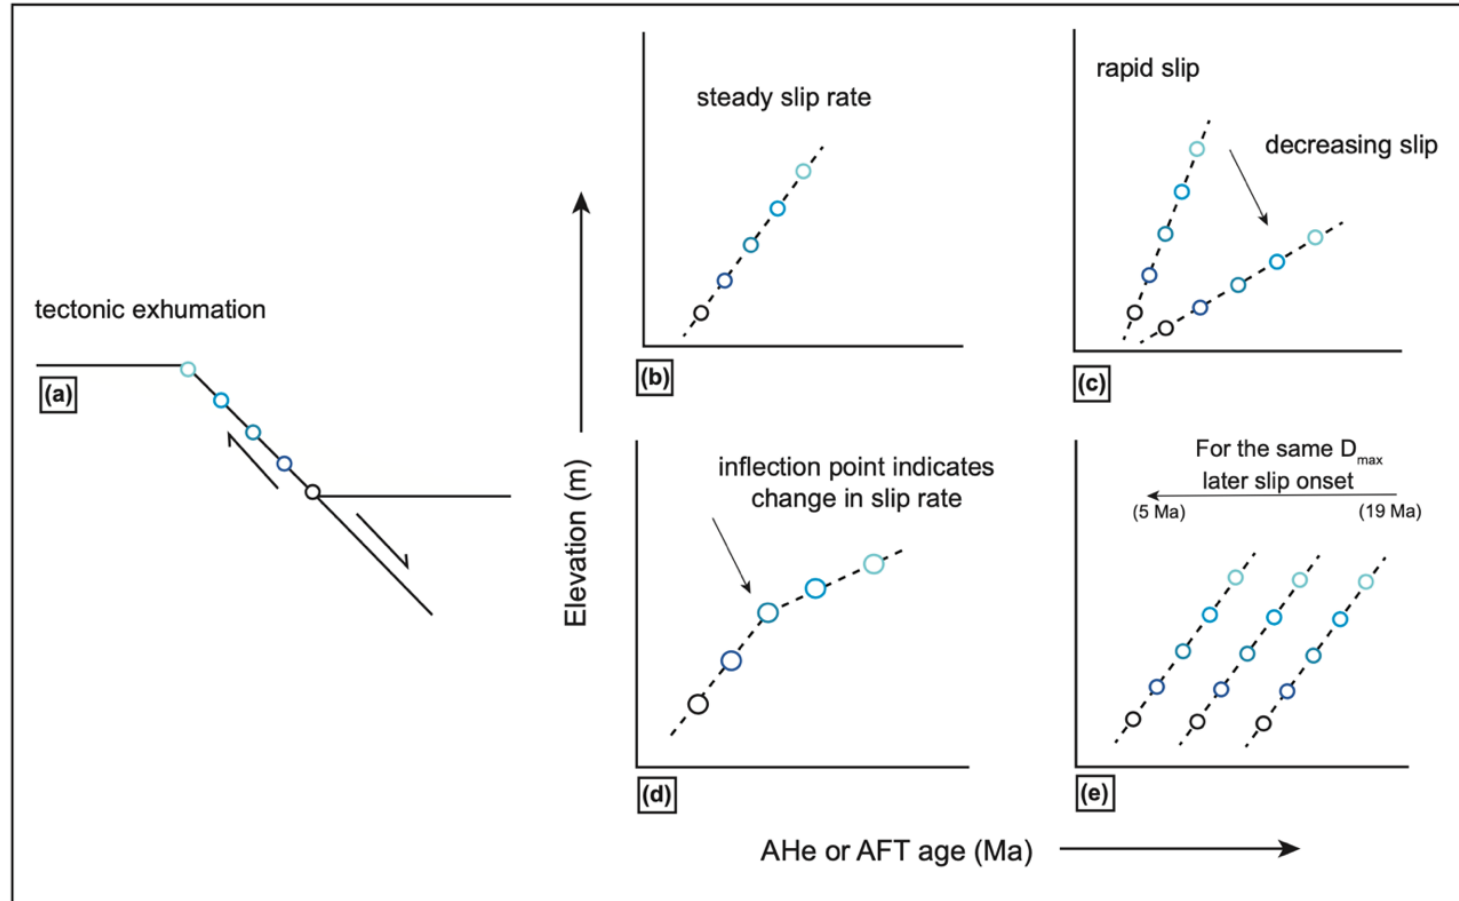 tectonic exhumation
(a)
steady slip rate
(b)
rapid slip
decreasing slip
(c)
Elevation (m)
inflection point indicates
change in slip rate
(d)
For the same Dmax
later slip onset
(5 Ma)
(19 Ma)
(e)
AHe or AFT age (Ma)